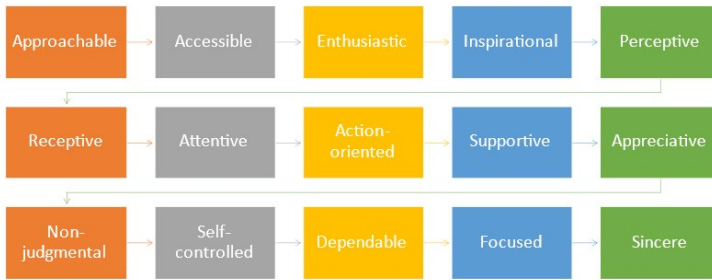 Approachable
Accessible
Enthusiastic
Inspirational
Perceptive
Receptive
Attentive
Action-
oriented
Supportive
Appreciative
Non-
judgmental
Self-
controlled
Dependable
Focused
Sincere